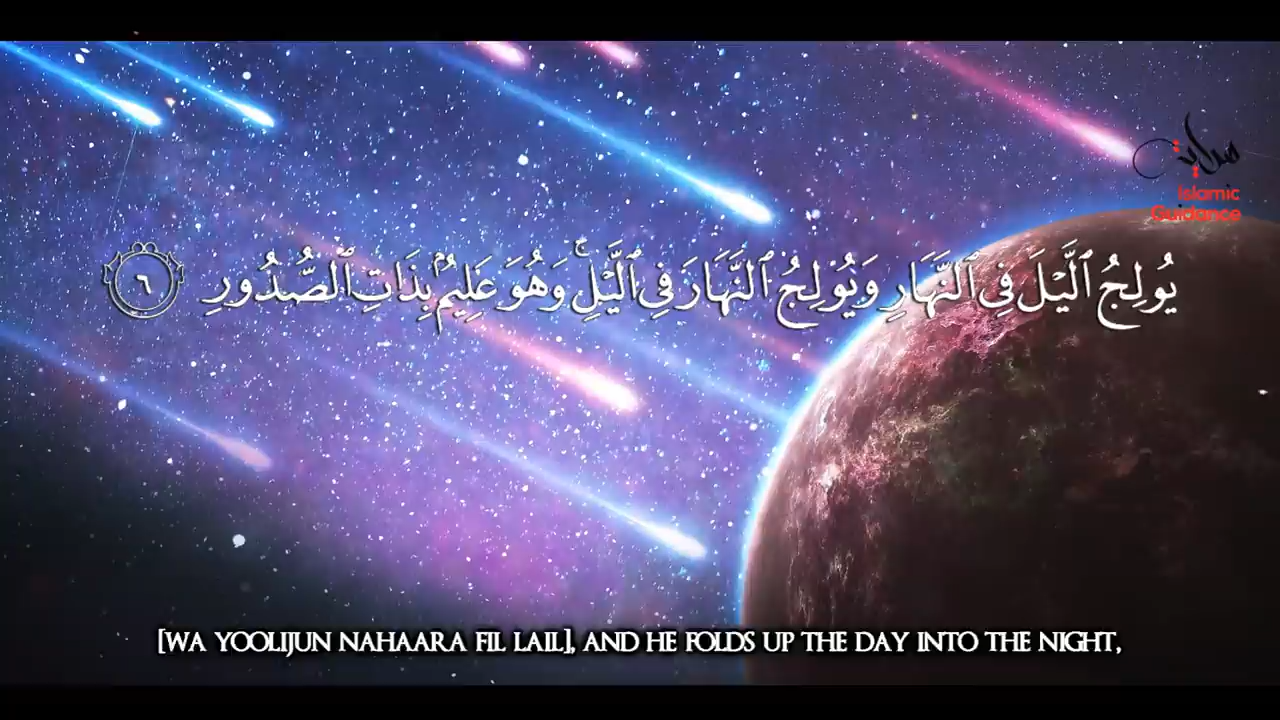 هداية
Islamic
Guidance
يُولِجُ ٱلَّيْلَ فِى ٱلنَّهَارِ وَيُولِجُ ٱلنَّهَارَ فِى ٱلَّيْلِ ۚ وَهُوَ عَلِيمٌۢ بِذَاتِ ٱلصُّدُورِ ٦
[WA YOOLIJUN NAHAARA FIL LAIL], AND HE FOLDS UP THE DAY INTO THE NIGHT,